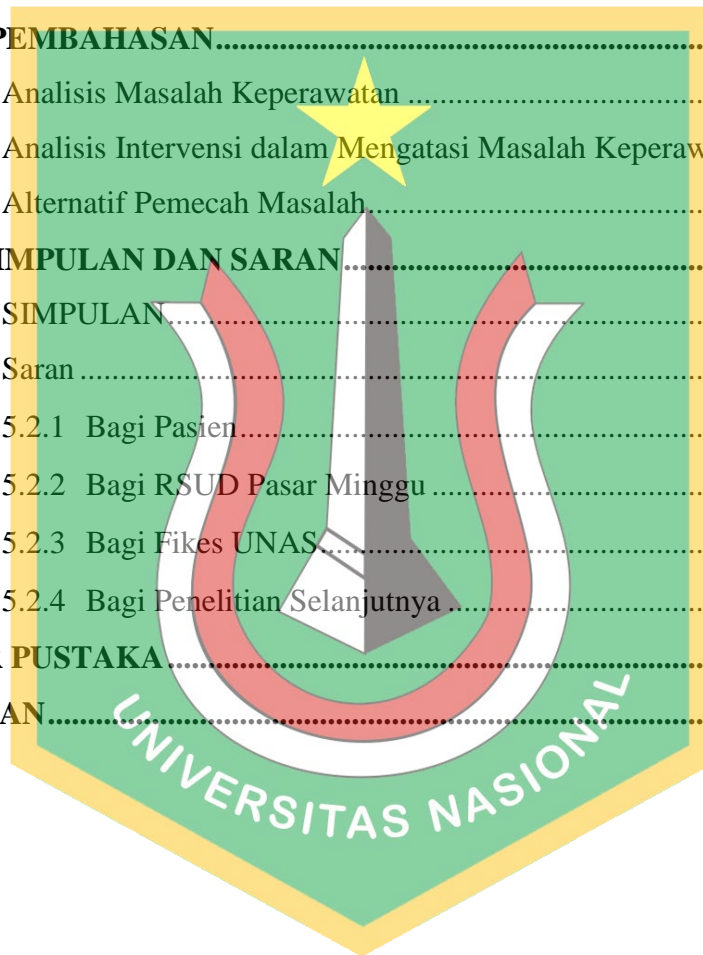 PEMBAHASAN
Analisis Masalah Keperawatan
Analisis Intervensi dalam Mengatasi Masalah Keperaw
Alternatif Pemecah Masalah
IMPULAN DAN SARAN
SIMPULAN
Saran
5.2.1 Bagi Pasien
5.2.2 Bagi RSUD Pasar Minggu
5.2.3 Bagi Fikes UNAS
5.2.4 Bagi Penelitian Selanjutnya
R PUSTAKA
AN
UNIVERSITAS NASIONAL